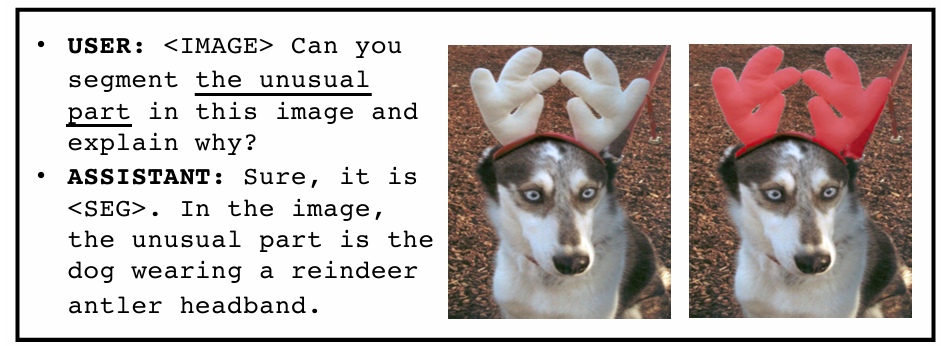 • USER: <IMAGE> Can you
segment the unusual
part in this image and
explain why?
• ASSISTANT: Sure, it is
<SEG>. In the image,
the unusual part is the
dog wearing a reindeer
antler headband.